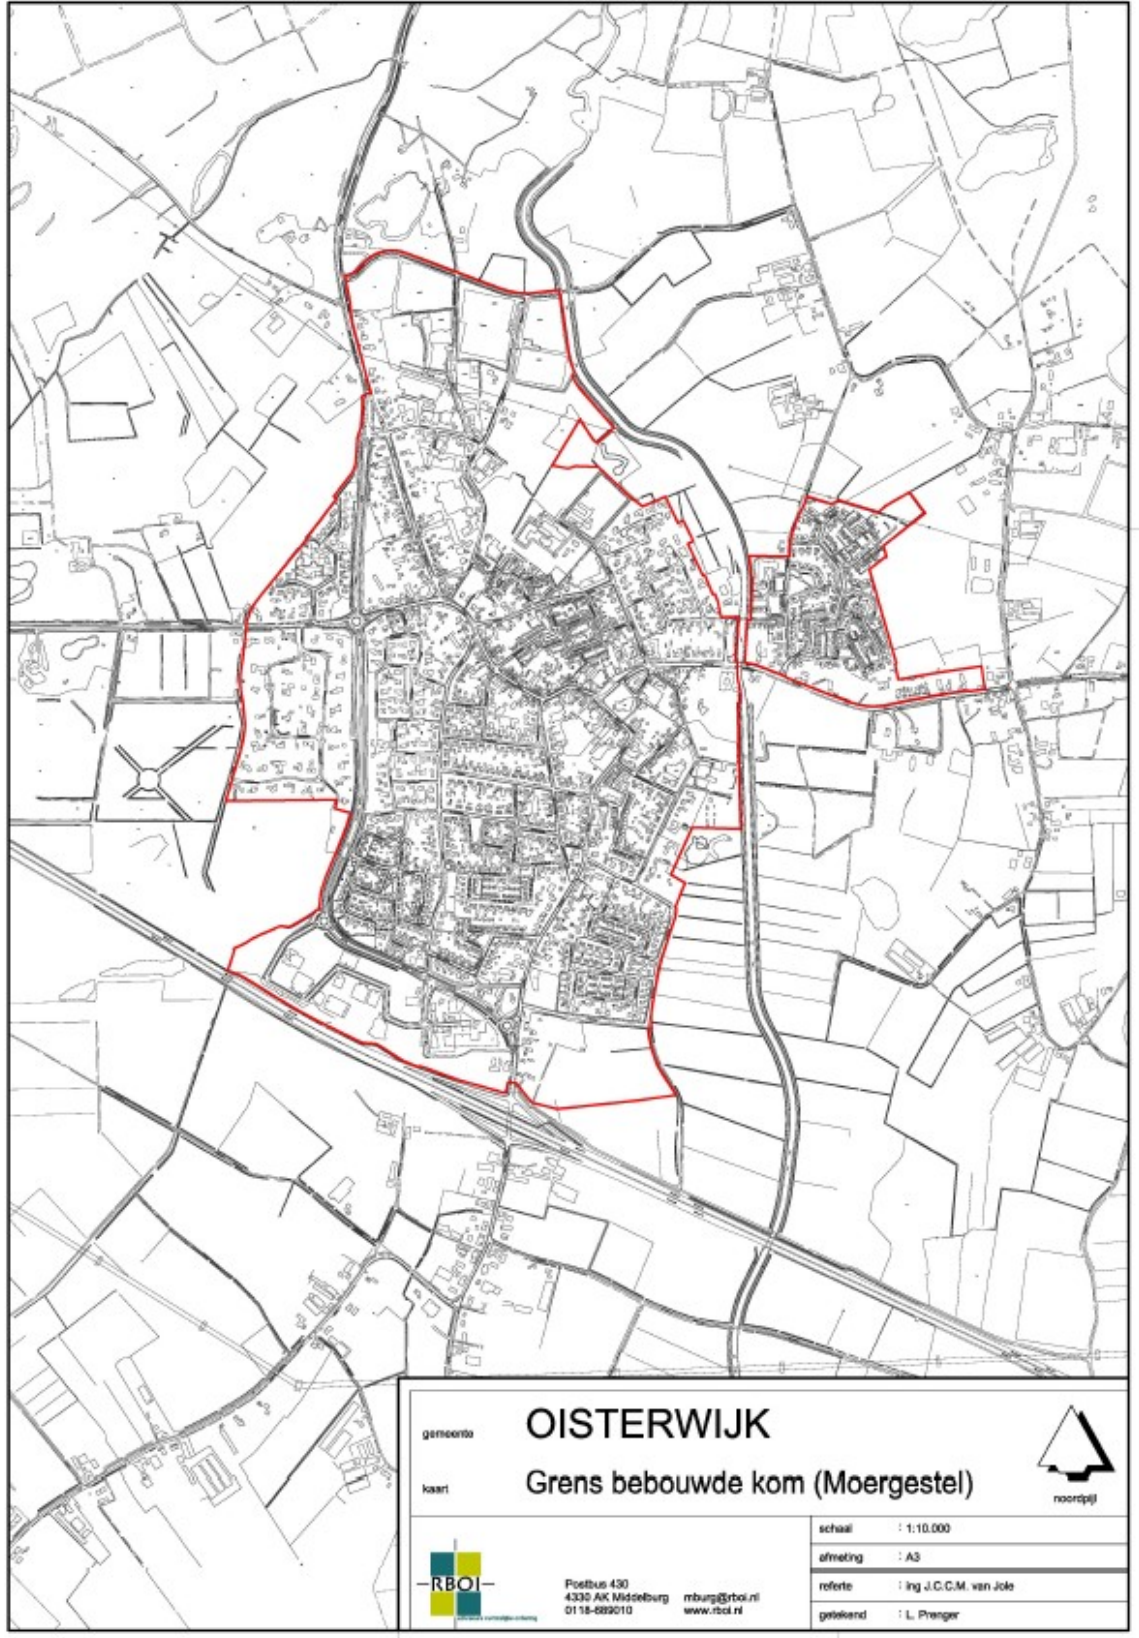 gemeente OISTERWIJK
kaart Grens bebouwde kom (Moergestel)
noordpijl
RBOI
Postbus 430
4330 AK Middelburg mburg@rboi.nl
0118-689010 www.rboi.nl
schaal : 1:10.000
afmeting : A3
referte : ing J.C.C.M. van Jole
getekend : L. Prenger